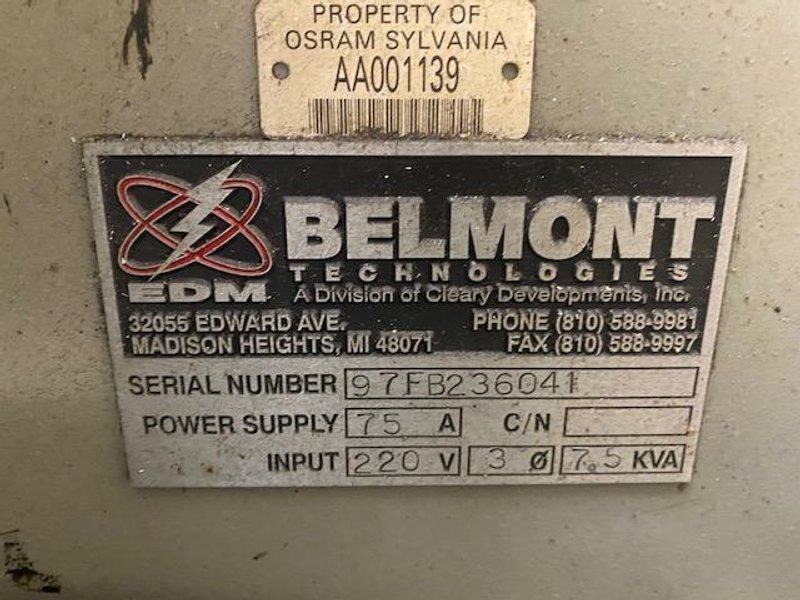 PROPERTY OF
OSRAM SYLVANIA
AA001139
BELMONT
TECHNOLOGIES
EDM A Division of Cleary Developments, Inc.
32055 EDWARD AVE. PHONE (810) 588-9981
MADISON HEIGHTS, MI 48071 FAX (810) 588-9997
SERIAL NUMBER 97FB236041
POWER SUPPLY 75 A C/N
INPUT 220 V 3 Ø 7.5 KVA